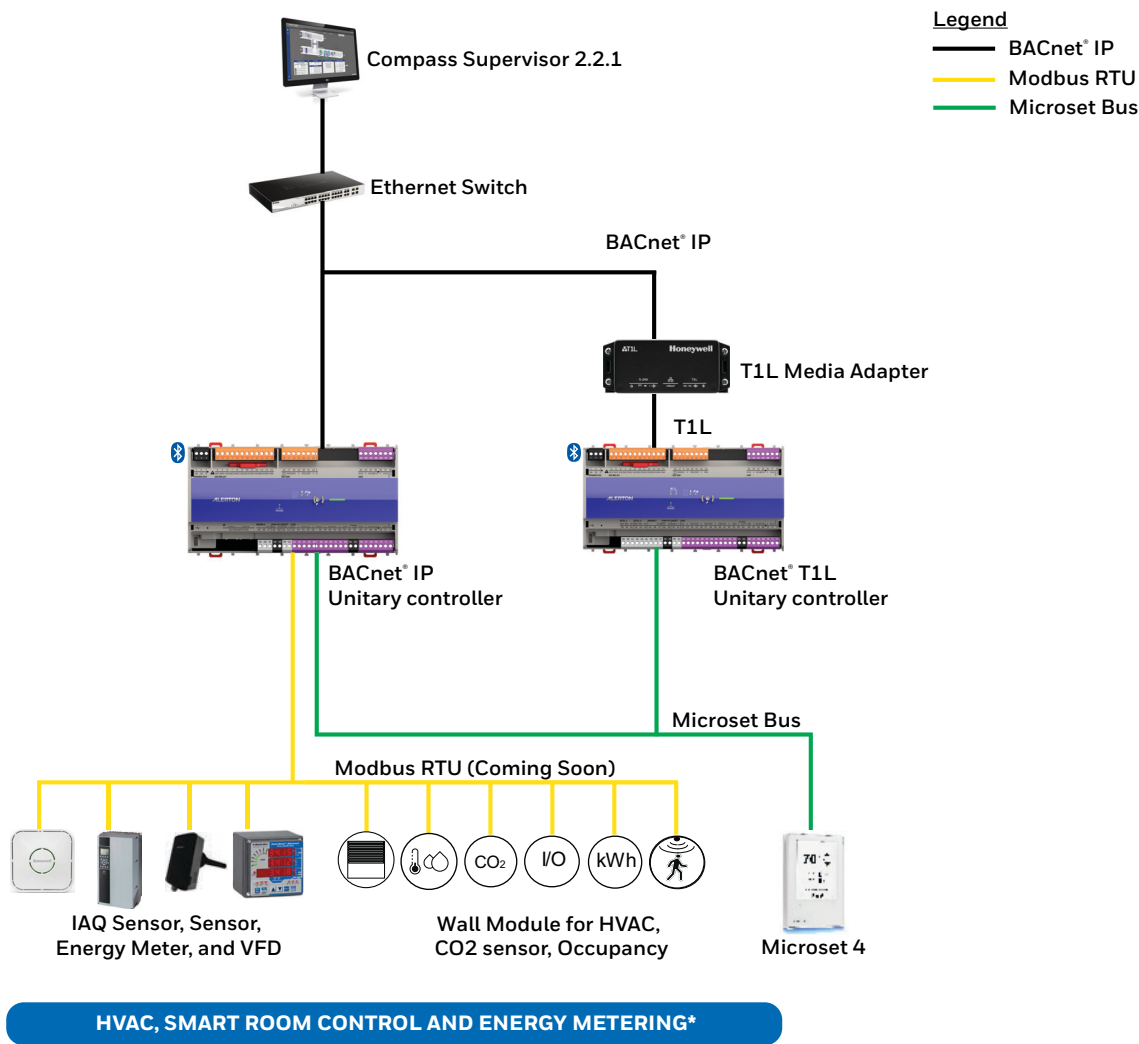 Legend
BACnet® IP
Modbus RTU
Microset Bus
Compass Supervisor 2.2.1
Ethernet Switch
BACnet® IP
T1L Honeywell
T1L Media Adapter
T1L
ALERTON
ALERTON
BACnet® IP
Unitary controller
BACnet® T1L
Unitary controller
Microset Bus
Modbus RTU (Coming Soon)
CO₂
I/O
kWh
IAQ Sensor, Sensor,
Energy Meter, and VFD
Wall Module for HVAC,
CO2 sensor, Occupancy
Microset 4
HVAC, SMART ROOM CONTROL AND ENERGY METERING*